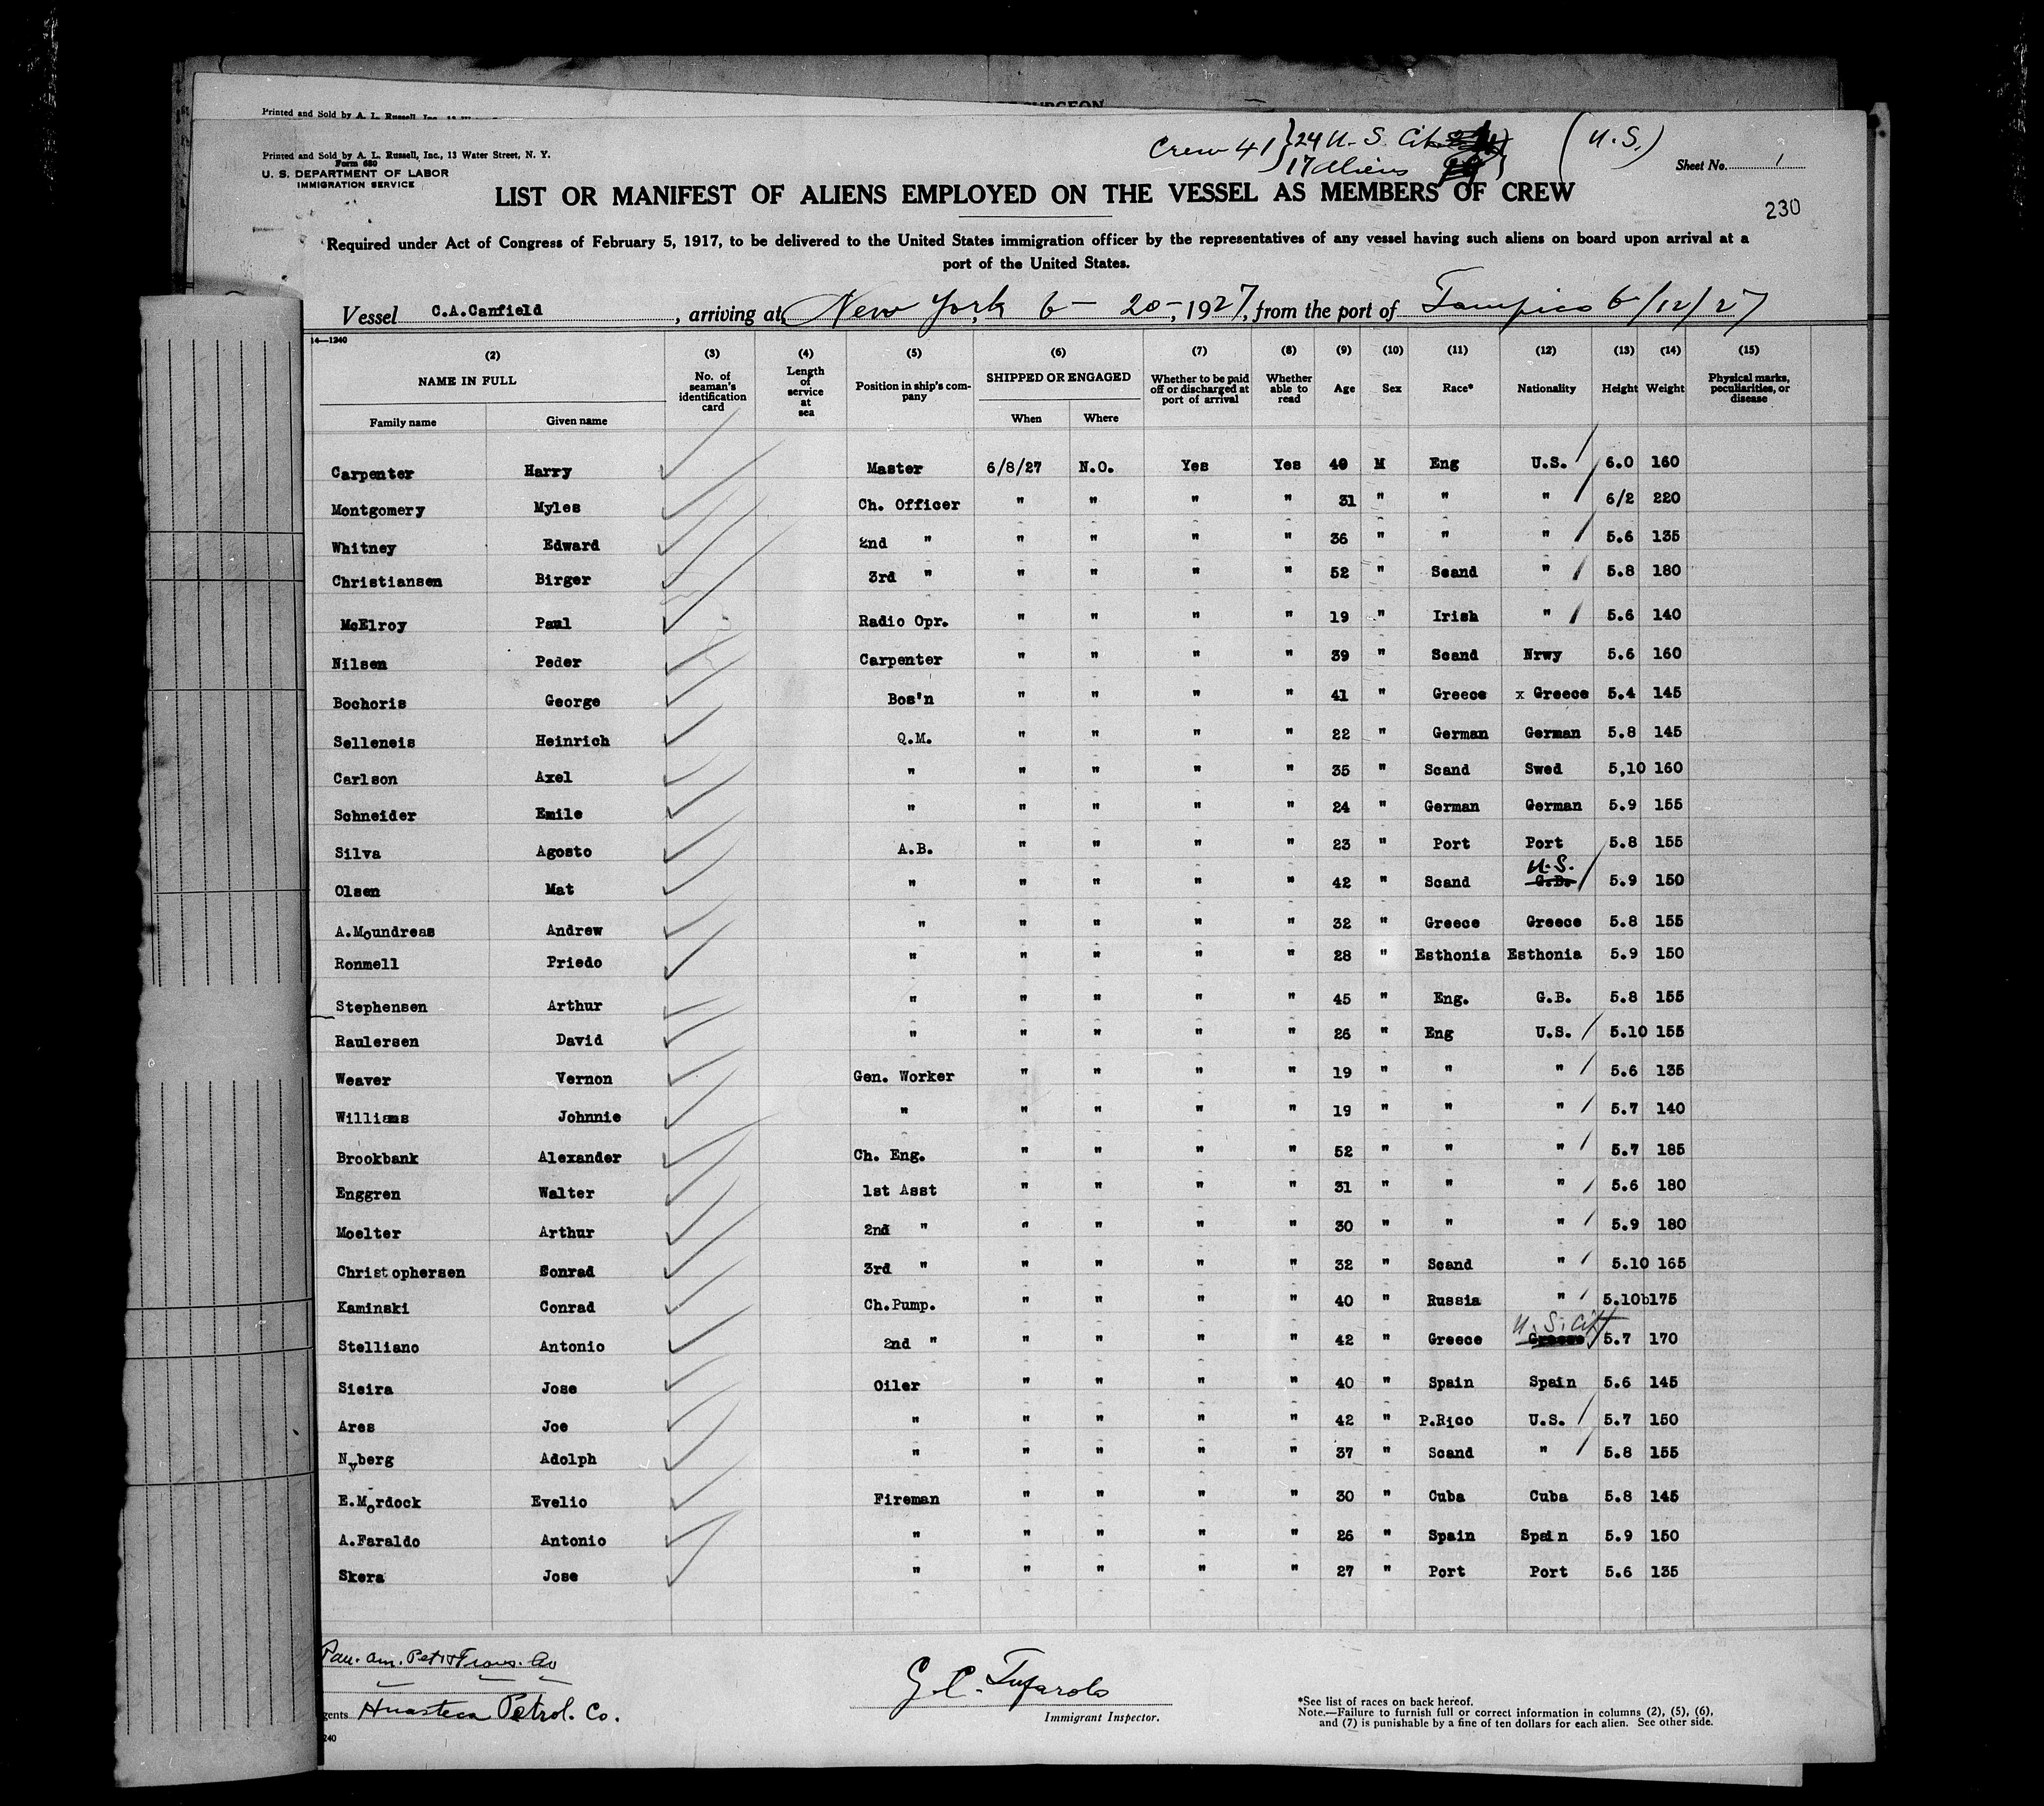 SURGEON
Printed and Sold by A. L. Russell, Inc.,
Crew 41 } 24 U. S. Cit. (U.S.)
17 Aliens
Printed and Sold by A. L. Russell, Inc., 13 Water Street, N. Y.
Form 680
U. S. DEPARTMENT OF LABOR
IMMIGRATION SERVICE
Sheet No. 1
LIST OR MANIFEST OF ALIENS EMPLOYED ON THE VESSEL AS MEMBERS OF CREW
230
Required under Act of Congress of February 5, 1917, to be delivered to the United States immigration officer by the representatives of any vessel having such aliens on board upon arrival at a
port of the United States.
Vessel C.A.Canfield, arriving at New York 6 - 20 -, 1927, from the port of Tampico 6/12/27
14—1240
(2) (3) (4) (5) (6) (7) (8) (9) (10) (11) (12) (13) (14) (15)
NAME IN FULL No. of seaman's identification card Length of service at sea Position in ship's company SHIPPED OR ENGAGED Whether to be paid off or discharged at port of arrival Whether able to read Age Sex Race* Nationality Height Weight Physical marks, peculiarities, or disease
Family name Given name When Where
Carpenter Harry Master 6/8/27 N.O. Yes Yes 40 M Eng U.S. 6.0 160
Montgomery Myles Ch. Officer " " " " 31 " " " 6/2 220
Whitney Edward 2nd " " " " " 36 " " " 5.6 135
Christiansen Birger 3rd " " " " " 52 " Scand " 5.8 180
McElroy Paul Radio Opr. " " " " 19 " Irish " 5.6 140
Nilsen Peder Carpenter " " " " 39 " Scand Nrwy 5.6 160
Bochoris George Bos'n " " " " 41 " Greece x Greece 5.4 145
Selleneis Heinrich Q.M. " " " " 22 " German German 5.8 145
Carlson Axel " " " " " 35 " Scand Swed 5,10 160
Schneider Emile " " " " " 24 " German German 5.9 155
Silva Agosto A.B. " " " " 23 " Port Port 5.8 155
Olsen Mat " " " " " 42 " Scand G.B. U.S. 5.9 150
A.Moundreas Andrew " " " " " 32 " Greece Greece 5.8 155
Ronmell Priedo " " " " " 28 " Esthonia Esthonia 5.9 150
Stephensen Arthur " " " " " 45 " Eng. G.B. 5.8 155
Raulersen David " " " " " 26 " Eng U.S. 5.10 155
Weaver Vernon Gen. Worker " " " " 19 " " " 5.6 135
Williams Johnnie " " " " " 19 " " " 5.7 140
Brookbank Alexander Ch. Eng. " " " " 52 " " " 5.7 185
Enggren Walter 1st Asst " " " " 31 " " " 5.6 180
Moelter Arthur 2nd " " " " " 30 " " " 5.9 180
Christophersen Conrad 3rd " " " " " 32 " Scand " 5.10 165
Kaminski Conrad Ch.Pump. " " " " 40 " Russia " 5.10 175
Stelliano Antonio 2nd " " " " " 42 " Greece Greece U.S. Cit 5.7 170
Sieira Jose Oiler " " " " 40 " Spain Spain 5.6 145
Ares Joe " " " " " 42 " P.Rico U.S. 5.7 150
Nyberg Adolph " " " " " 37 " Scand " 5.8 155
E.Mordock Evelio Fireman " " " " 30 " Cuba Cuba 5.8 145
A.Faraldo Antonio " " " " " 26 " Spain Spain 5.9 150
Skera Jose " " " " " 27 " Port Port 5.6 135
Pan. Am. Pet. & Trans. Co
gents Huasteca Petrol. Co.
G. C. Tufarolo
Immigrant Inspector.
*See list of races on back hereof.
Note.—Failure to furnish full or correct information in columns (2), (5), (6),
and (7) is punishable by a fine of ten dollars for each alien. See other side.
240